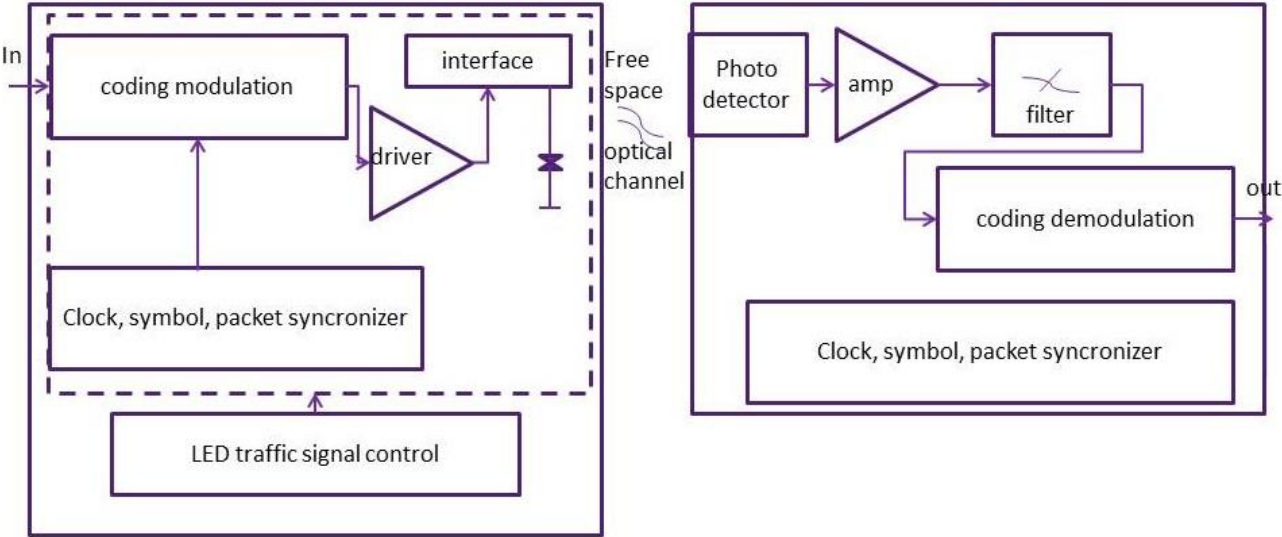 In
coding modulation
interface
driver
Clock, symbol, packet syncronizer
LED traffic signal control
Free
space
optical
channel
Photo
detector
amp
filter
coding demodulation
out
Clock, symbol, packet syncronizer